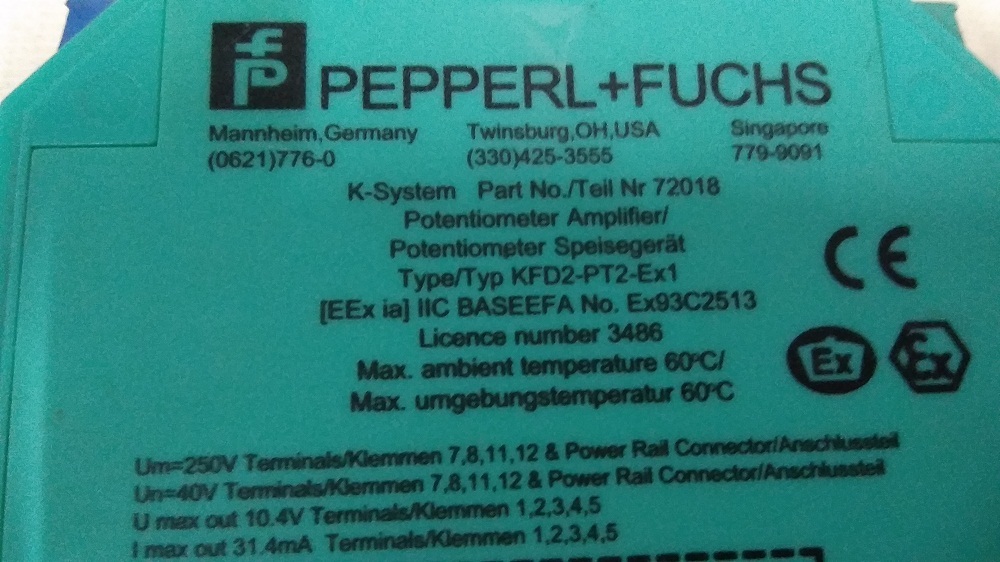 PEPPERL+FUCHS
Mannheim,Germany Twinsburg,OH,USA Singapore
(0621)776-0 (330)425-3555 779-9091
K-System Part No./Teil Nr 72018
Potentiometer Amplifier/
Potentiometer Speisegerät
Type/Typ KFD2-PT2-Ex1
[EEx ia] IIC BASEEFA No. Ex93C2513
Licence number 3486
Max. ambient temperature 60°C/
Max. umgebungstemperatur 60°C
CE
Ex Ex
Um=250V Terminals/Klemmen 7,8,11,12 & Power Rail Connector/Anschlussteil
Un=40V Terminals/Klemmen 7,8,11,12 & Power Rail Connector/Anschlussteil
U max out 10.4V Terminals/Klemmen 1,2,3,4,5
I max out 31.4mA Terminals/Klemmen 1,2,3,4,5